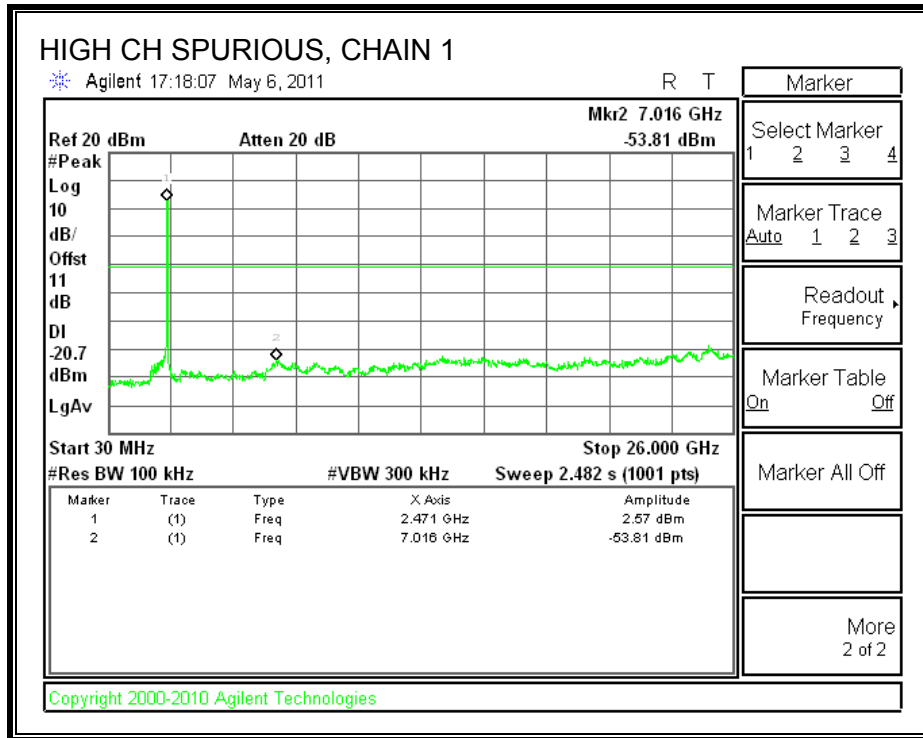 HIGH CH SPURIOUS, CHAIN 1
Agilent 17:18:07 May 6, 2011 R T
Mkr2 7.016 GHz
Ref 20 dBm Atten 20 dB -53.81 dBm
#Peak
Log
10
dB/
Offst
11
dB
DI
-20.7
dBm
LgAv
1
2
Start 30 MHz Stop 26.000 GHz
#Res BW 100 kHz #VBW 300 kHz Sweep 2.482 s (1001 pts)
Marker Trace Type X Axis Amplitude
1 (1) Freq 2.471 GHz 2.57 dBm
2 (1) Freq 7.016 GHz -53.81 dBm
Marker
Select Marker
1 2 3 4
Marker Trace
Auto 1 2 3
Readout
Frequency
Marker Table
On Off
Marker All Off
More
2 of 2
Copyright 2000-2010 Agilent Technologies